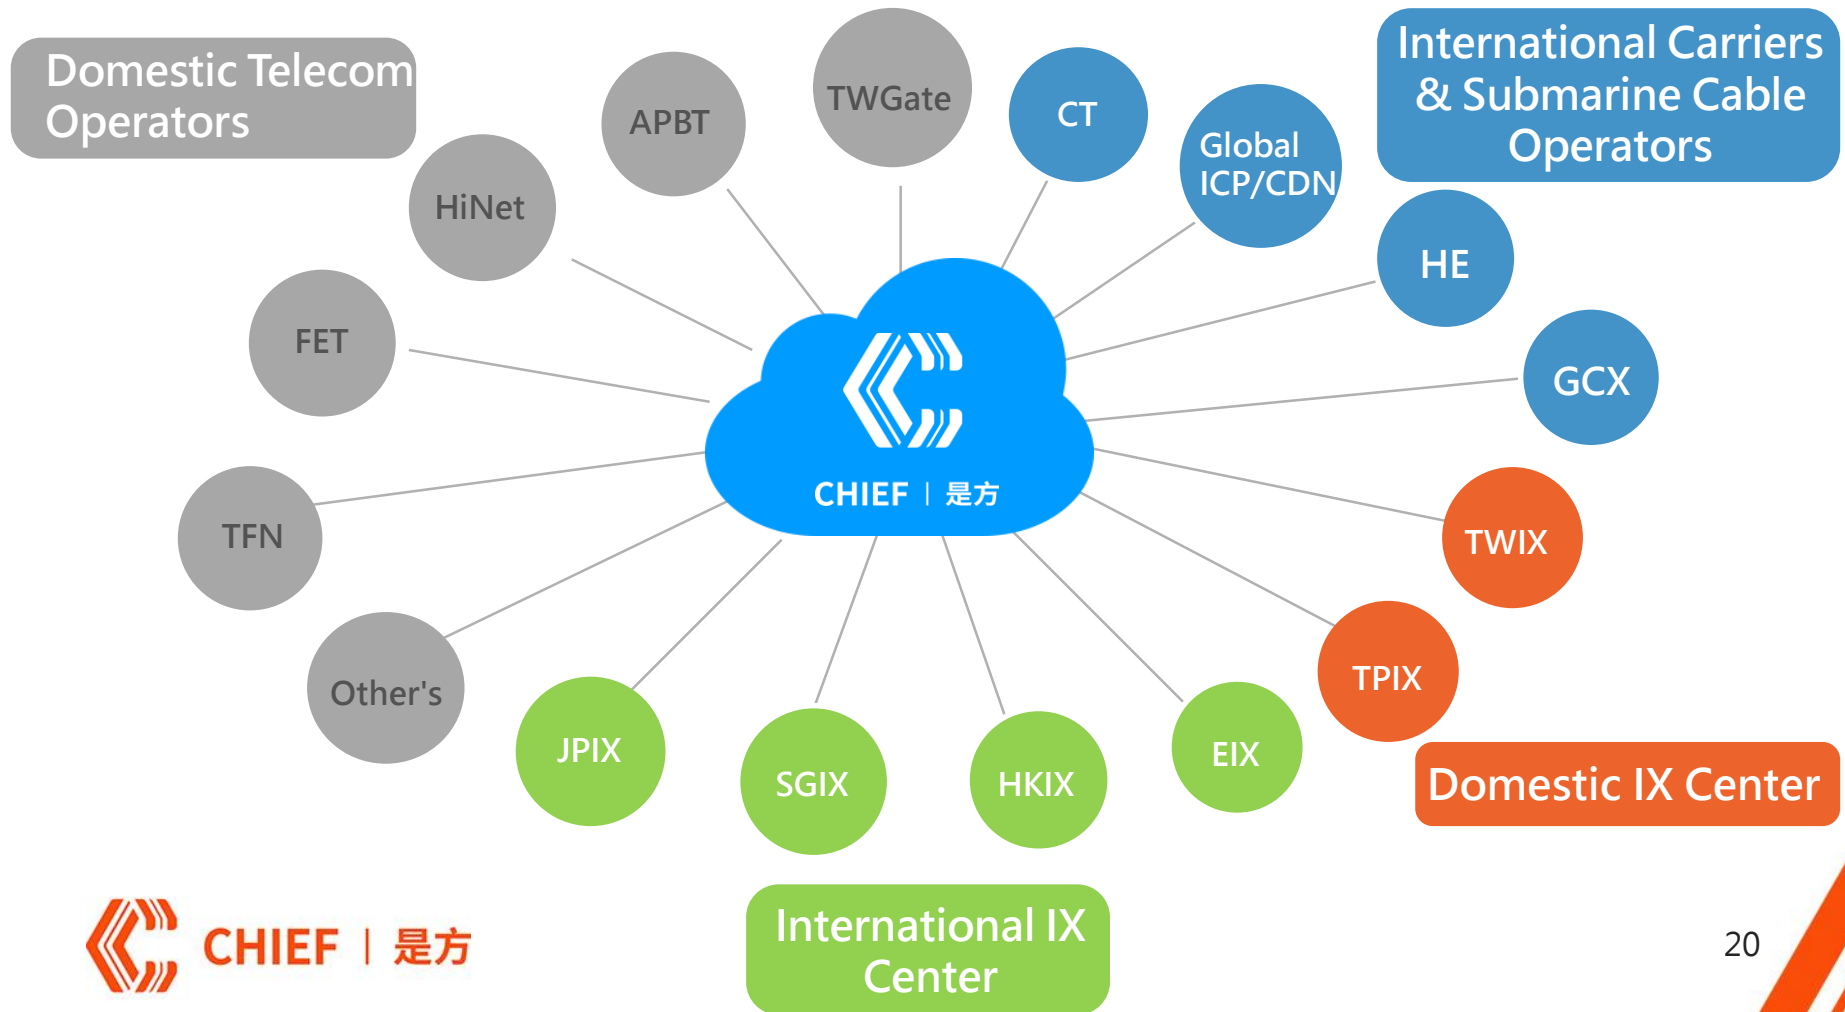 Domestic Telecom
Operators
International Carriers
& Submarine Cable
Operators
TWGate
APBT
CT
Global
ICP/CDN
HiNet
HE
FET
GCX
CHIEF | 是方
TFN
TWIX
Other's
TPIX
JPIX
SGIX
HKIX
EIX
Domestic IX Center
International IX
Center
CHIEF | 是方
20